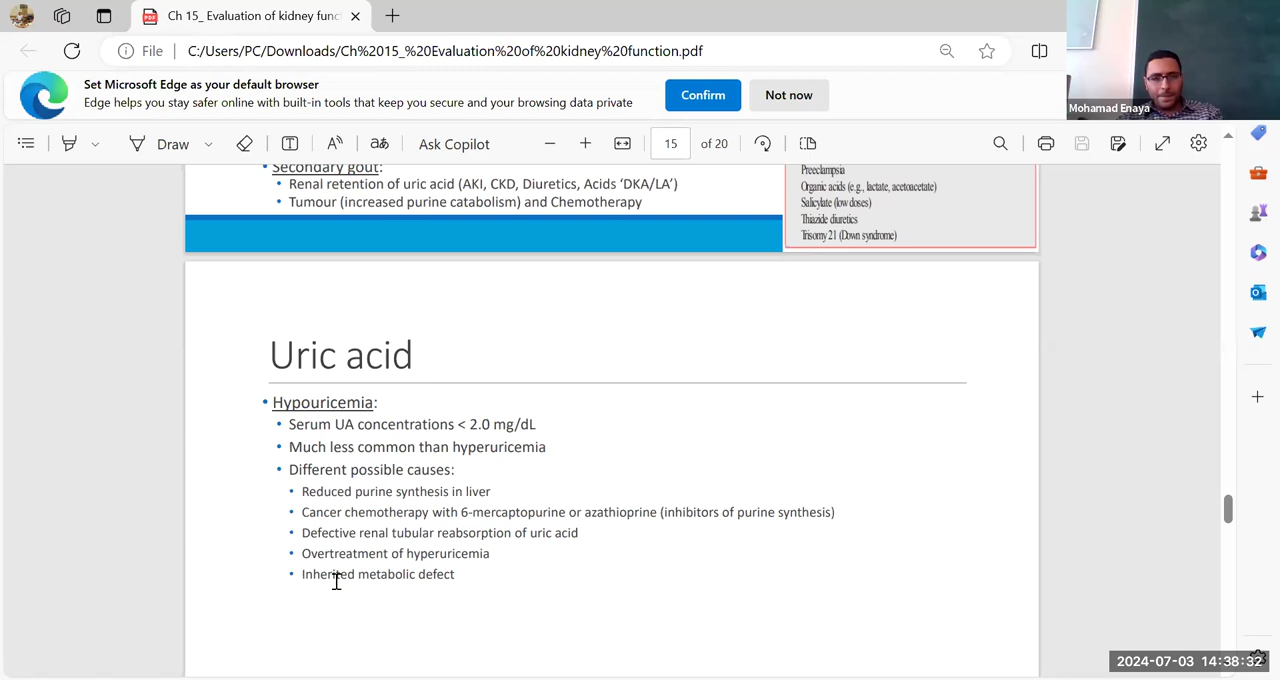 Ch 15_ Evaluation of kidney func
File
C:/Users/PC/Downloads/Ch%2015_%20Evaluation%20of%20kidney%20function.pdf
Set Microsoft Edge as your default browser
Edge helps you stay safer online with built-in tools that keep you secure and your browsing data private
Confirm
Not now
Mohamad Enaya
Draw
Ask Copilot
15 of 20
• Secondary gout:
• Renal retention of uric acid (AKI, CKD, Diuretics, Acids ‘DKA/LA’)
• Tumour (increased purine catabolism) and Chemotherapy
Preeclampsia
Organic acids (e.g., lactate, acetoacetate)
Salicylate (low doses)
Thiazide diuretics
Trisomy 21 (Down syndrome)
Uric acid
• Hypouricemia:
• Serum UA concentrations < 2.0 mg/dL
• Much less common than hyperuricemia
• Different possible causes:
• Reduced purine synthesis in liver
• Cancer chemotherapy with 6-mercaptopurine or azathioprine (inhibitors of purine synthesis)
• Defective renal tubular reabsorption of uric acid
• Overtreatment of hyperuricemia
• Inherited metabolic defect
2024-07-03 14:38:32